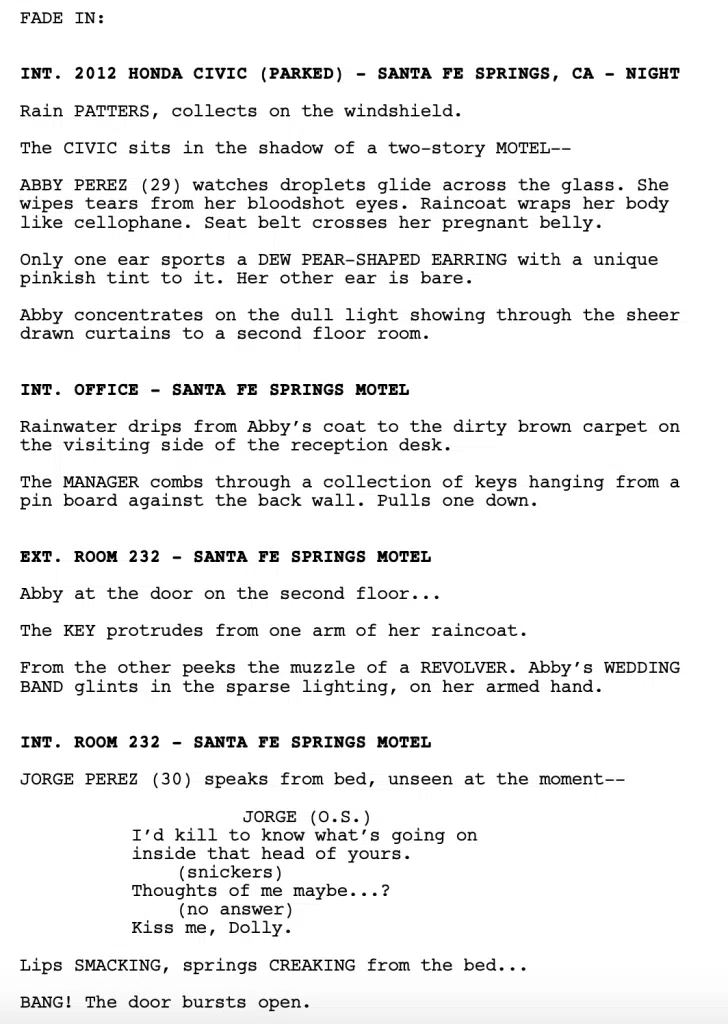 FADE IN:
INT. 2012 HONDA CIVIC (PARKED) – SANTA FE SPRINGS, CA – NIGHT
Rain PATTERS, collects on the windshield.
The CIVIC sits in the shadow of a two-story MOTEL--
ABBY PEREZ (29) watches droplets glide across the glass. She
wipes tears from her bloodshot eyes. Raincoat wraps her body
like cellophane. Seat belt crosses her pregnant belly.
Only one ear sports a DEW PEAR-SHAPED EARRING with a unique
pinkish tint to it. Her other ear is bare.
Abby concentrates on the dull light showing through the sheer
drawn curtains to a second floor room.
INT. OFFICE – SANTA FE SPRINGS MOTEL
Rainwater drips from Abby’s coat to the dirty brown carpet on
the visiting side of the reception desk.
The MANAGER combs through a collection of keys hanging from a
pin board against the back wall. Pulls one down.
EXT. ROOM 232 – SANTA FE SPRINGS MOTEL
Abby at the door on the second floor...
The KEY protrudes from one arm of her raincoat.
From the other peeks the muzzle of a REVOLVER. Abby’s WEDDING
BAND glints in the sparse lighting, on her armed hand.
INT. ROOM 232 – SANTA FE SPRINGS MOTEL
JORGE PEREZ (30) speaks from bed, unseen at the moment--
JORGE (O.S.)
I’d kill to know what’s going on
inside that head of yours.
(snickers)
Thoughts of me maybe...?
(no answer)
Kiss me, Dolly.
Lips SMACKING, springs CREAKING from the bed...
BANG! The door bursts open.